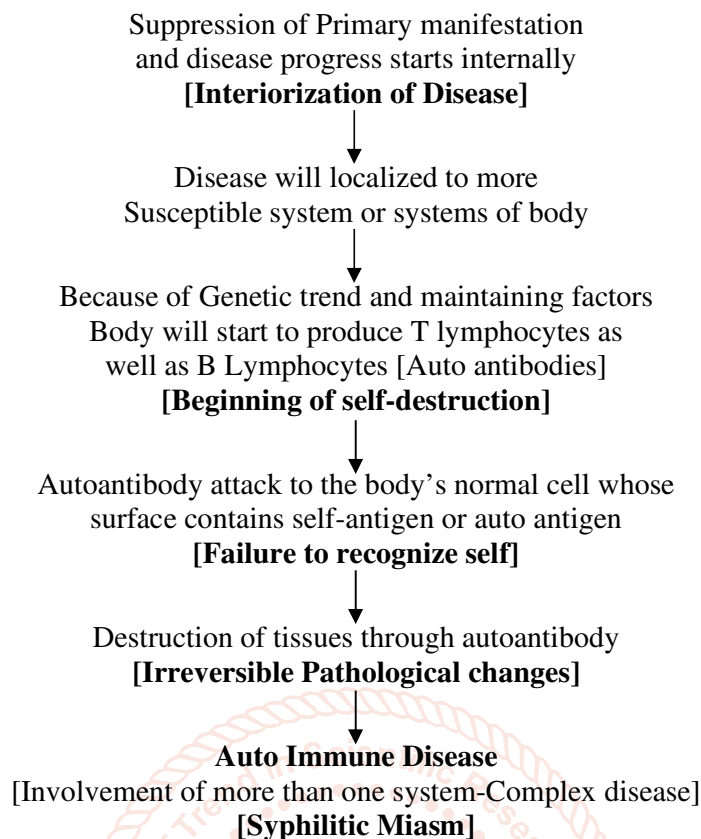 Suppression of Primary manifestation
and disease progress starts internally
[Interiorization of Disease]
Disease will localized to more
Susceptible system or systems of body
Because of Genetic trend and maintaining factors
Body will start to produce T lymphocytes as
well as B Lymphocytes [Auto antibodies]
[Beginning of self-destruction]
Autoantibody attack to the body's normal cell whose
surface contains self-antigen or auto antigen
[Failure to recognize self]
Destruction of tissues through autoantibody
[Irreversible Pathological changes]
Auto Immune Disease
[Involvement of more than one system-Complex disease]
[Syphilitic Miasm]